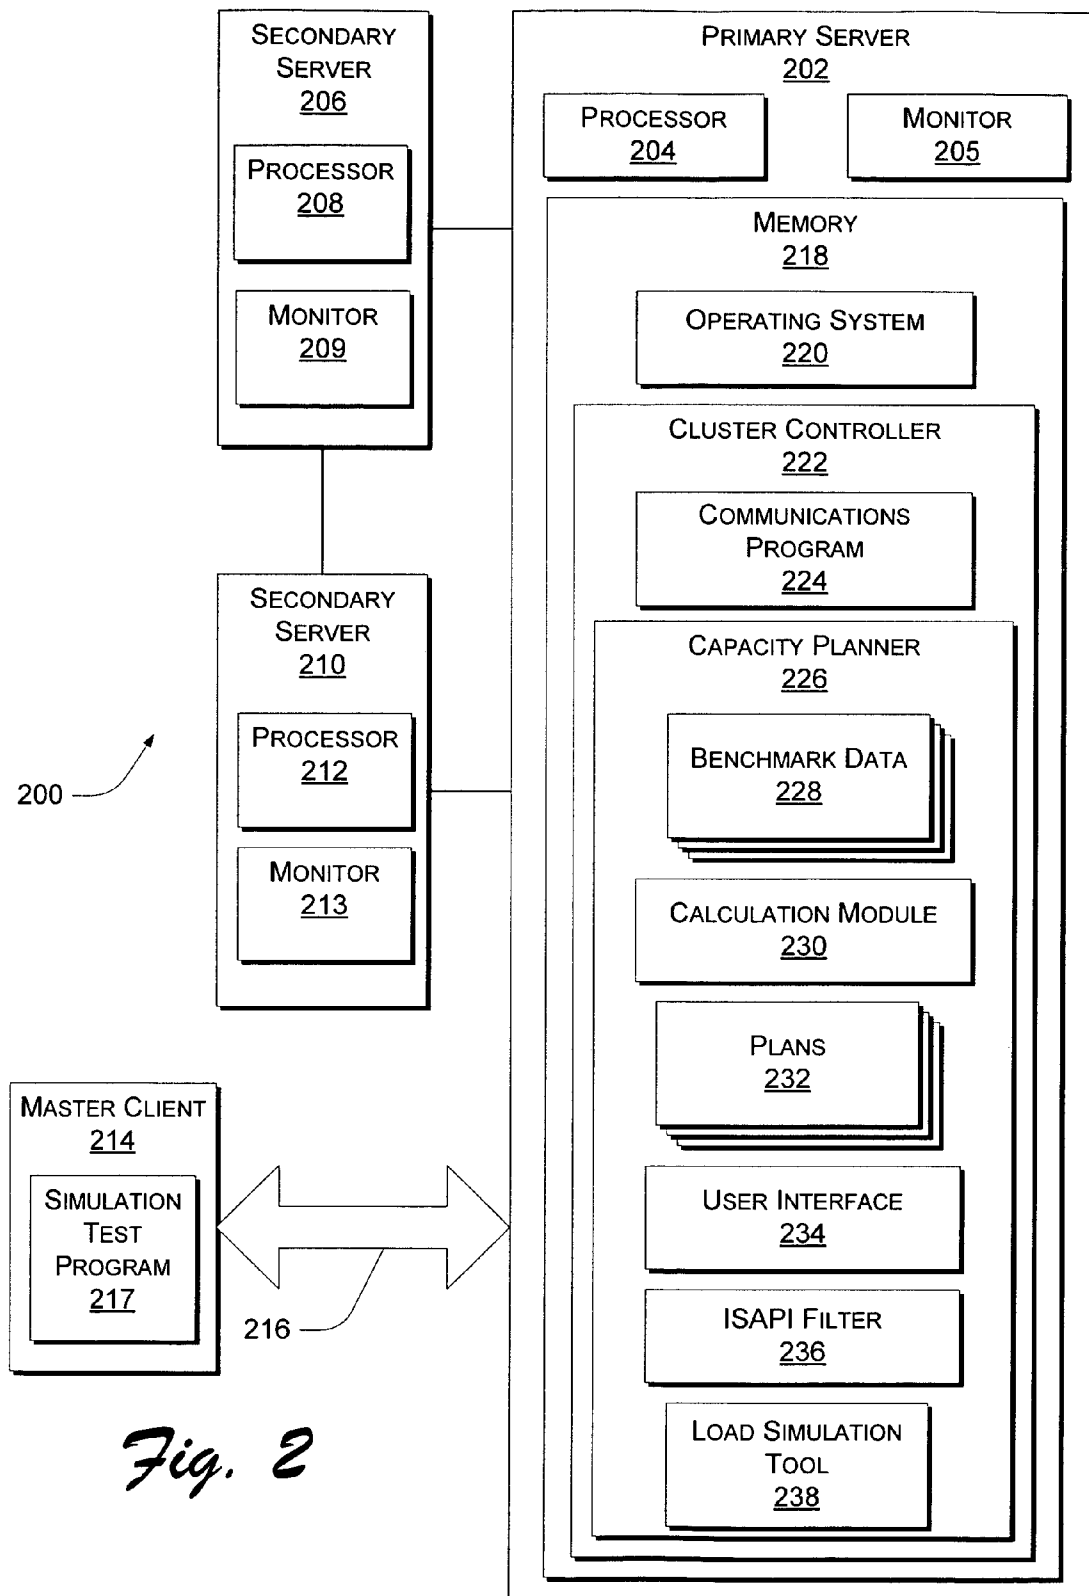 SECONDARY
SERVER
206
PROCESSOR
208
MONITOR
209
SECONDARY
SERVER
210
PROCESSOR
212
MONITOR
213
200
MASTER CLIENT
214
SIMULATION
TEST
PROGRAM
217
216
PRIMARY SERVER
202
PROCESSOR
204
MONITOR
205
MEMORY
218
OPERATING SYSTEM
220
CLUSTER CONTROLLER
222
COMMUNICATIONS
PROGRAM
224
CAPACITY PLANNER
226
BENCHMARK DATA
228
CALCULATION MODULE
230
PLANS
232
USER INTERFACE
234
ISAPI FILTER
236
LOAD SIMULATION
TOOL
238
Fig. 2